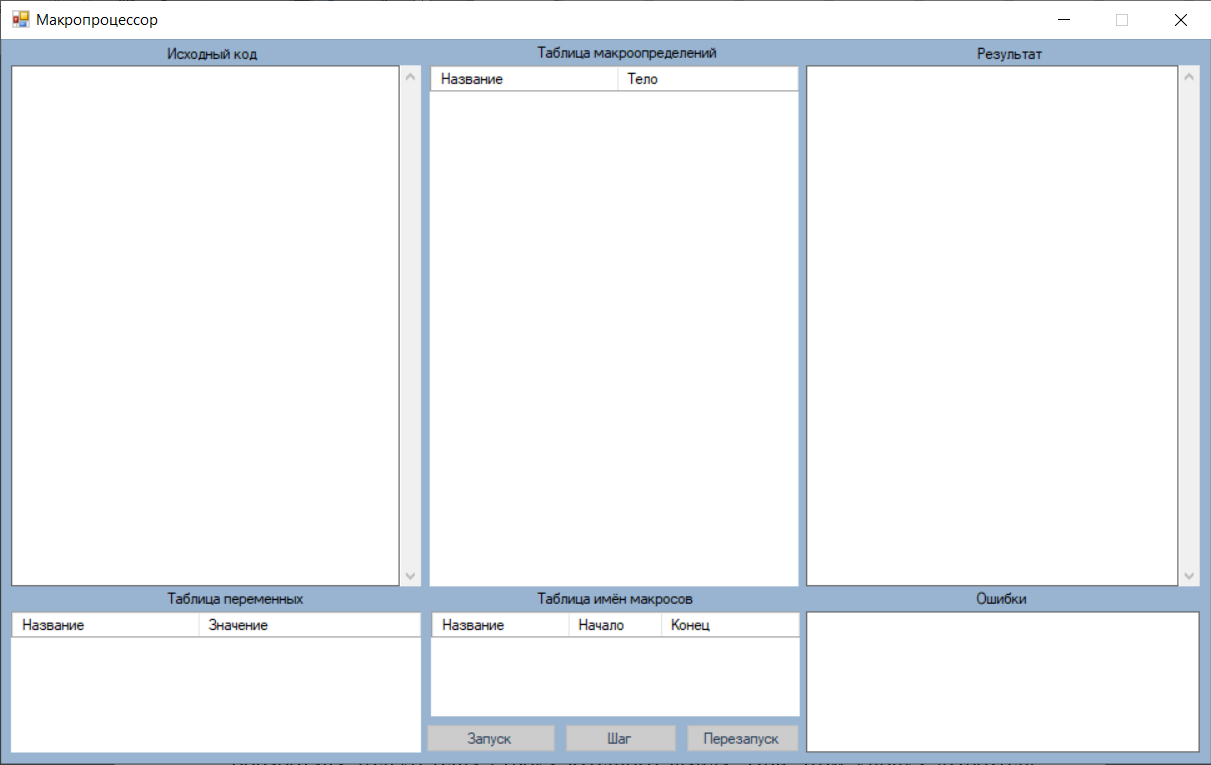 Макропроцессор
Исходный код
Таблица макроопределений
Результат
Название Тело
Таблица переменных
Таблица имён макросов
Ошибки
Название Значение
Название Начало Конец
Запуск Шаг Перезапуск